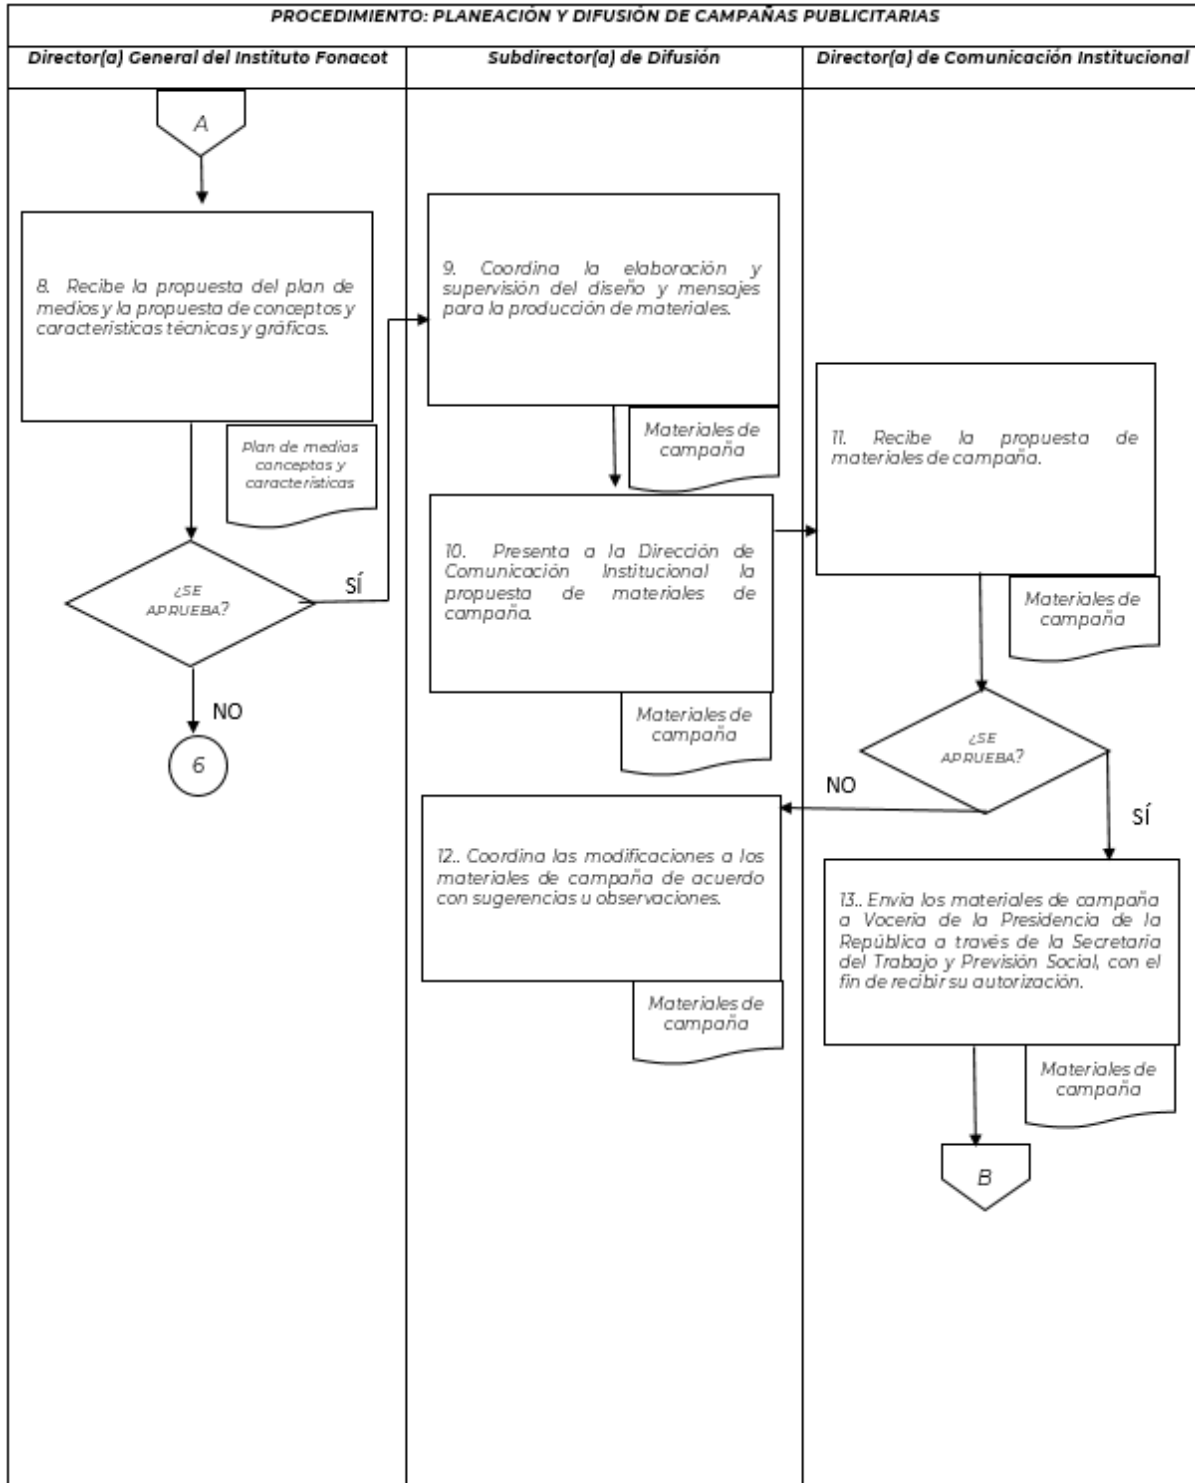 PROCEDIMIENTO: PLANEACIÓN Y DIFUSIÓN DE CAMPAÑAS PUBLICITARIAS
Director(a) General del Instituto Fonacot
Subdirector(a) de Difusión
Director(a) de Comunicación Institucional
A
8. Recibe la propuesta del plan de
medios y la propuesta de conceptos y
características técnicas y gráficas.
Plan de medios
conceptos y
características
¿SE
APRUEBA?
SÍ
NO
6
9. Coordina la elaboración y
supervisión del diseño y mensajes
para la producción de materiales.
Materiales de
campaña
10. Presenta a la Dirección de
Comunicación Institucional la
propuesta de materiales de
campaña.
Materiales de
campaña
11. Recibe la propuesta de
materiales de campaña.
Materiales de
campaña
¿SE
APRUEBA?
NO
SÍ
12.. Coordina las modificaciones a los
materiales de campaña de acuerdo
con sugerencias u observaciones.
Materiales de
campaña
13.. Envía los materiales de campaña
a Vocería de la Presidencia de la
República a través de la Secretaría
del Trabajo y Previsión Social, con el
fin de recibir su autorización.
Materiales de
campaña
B